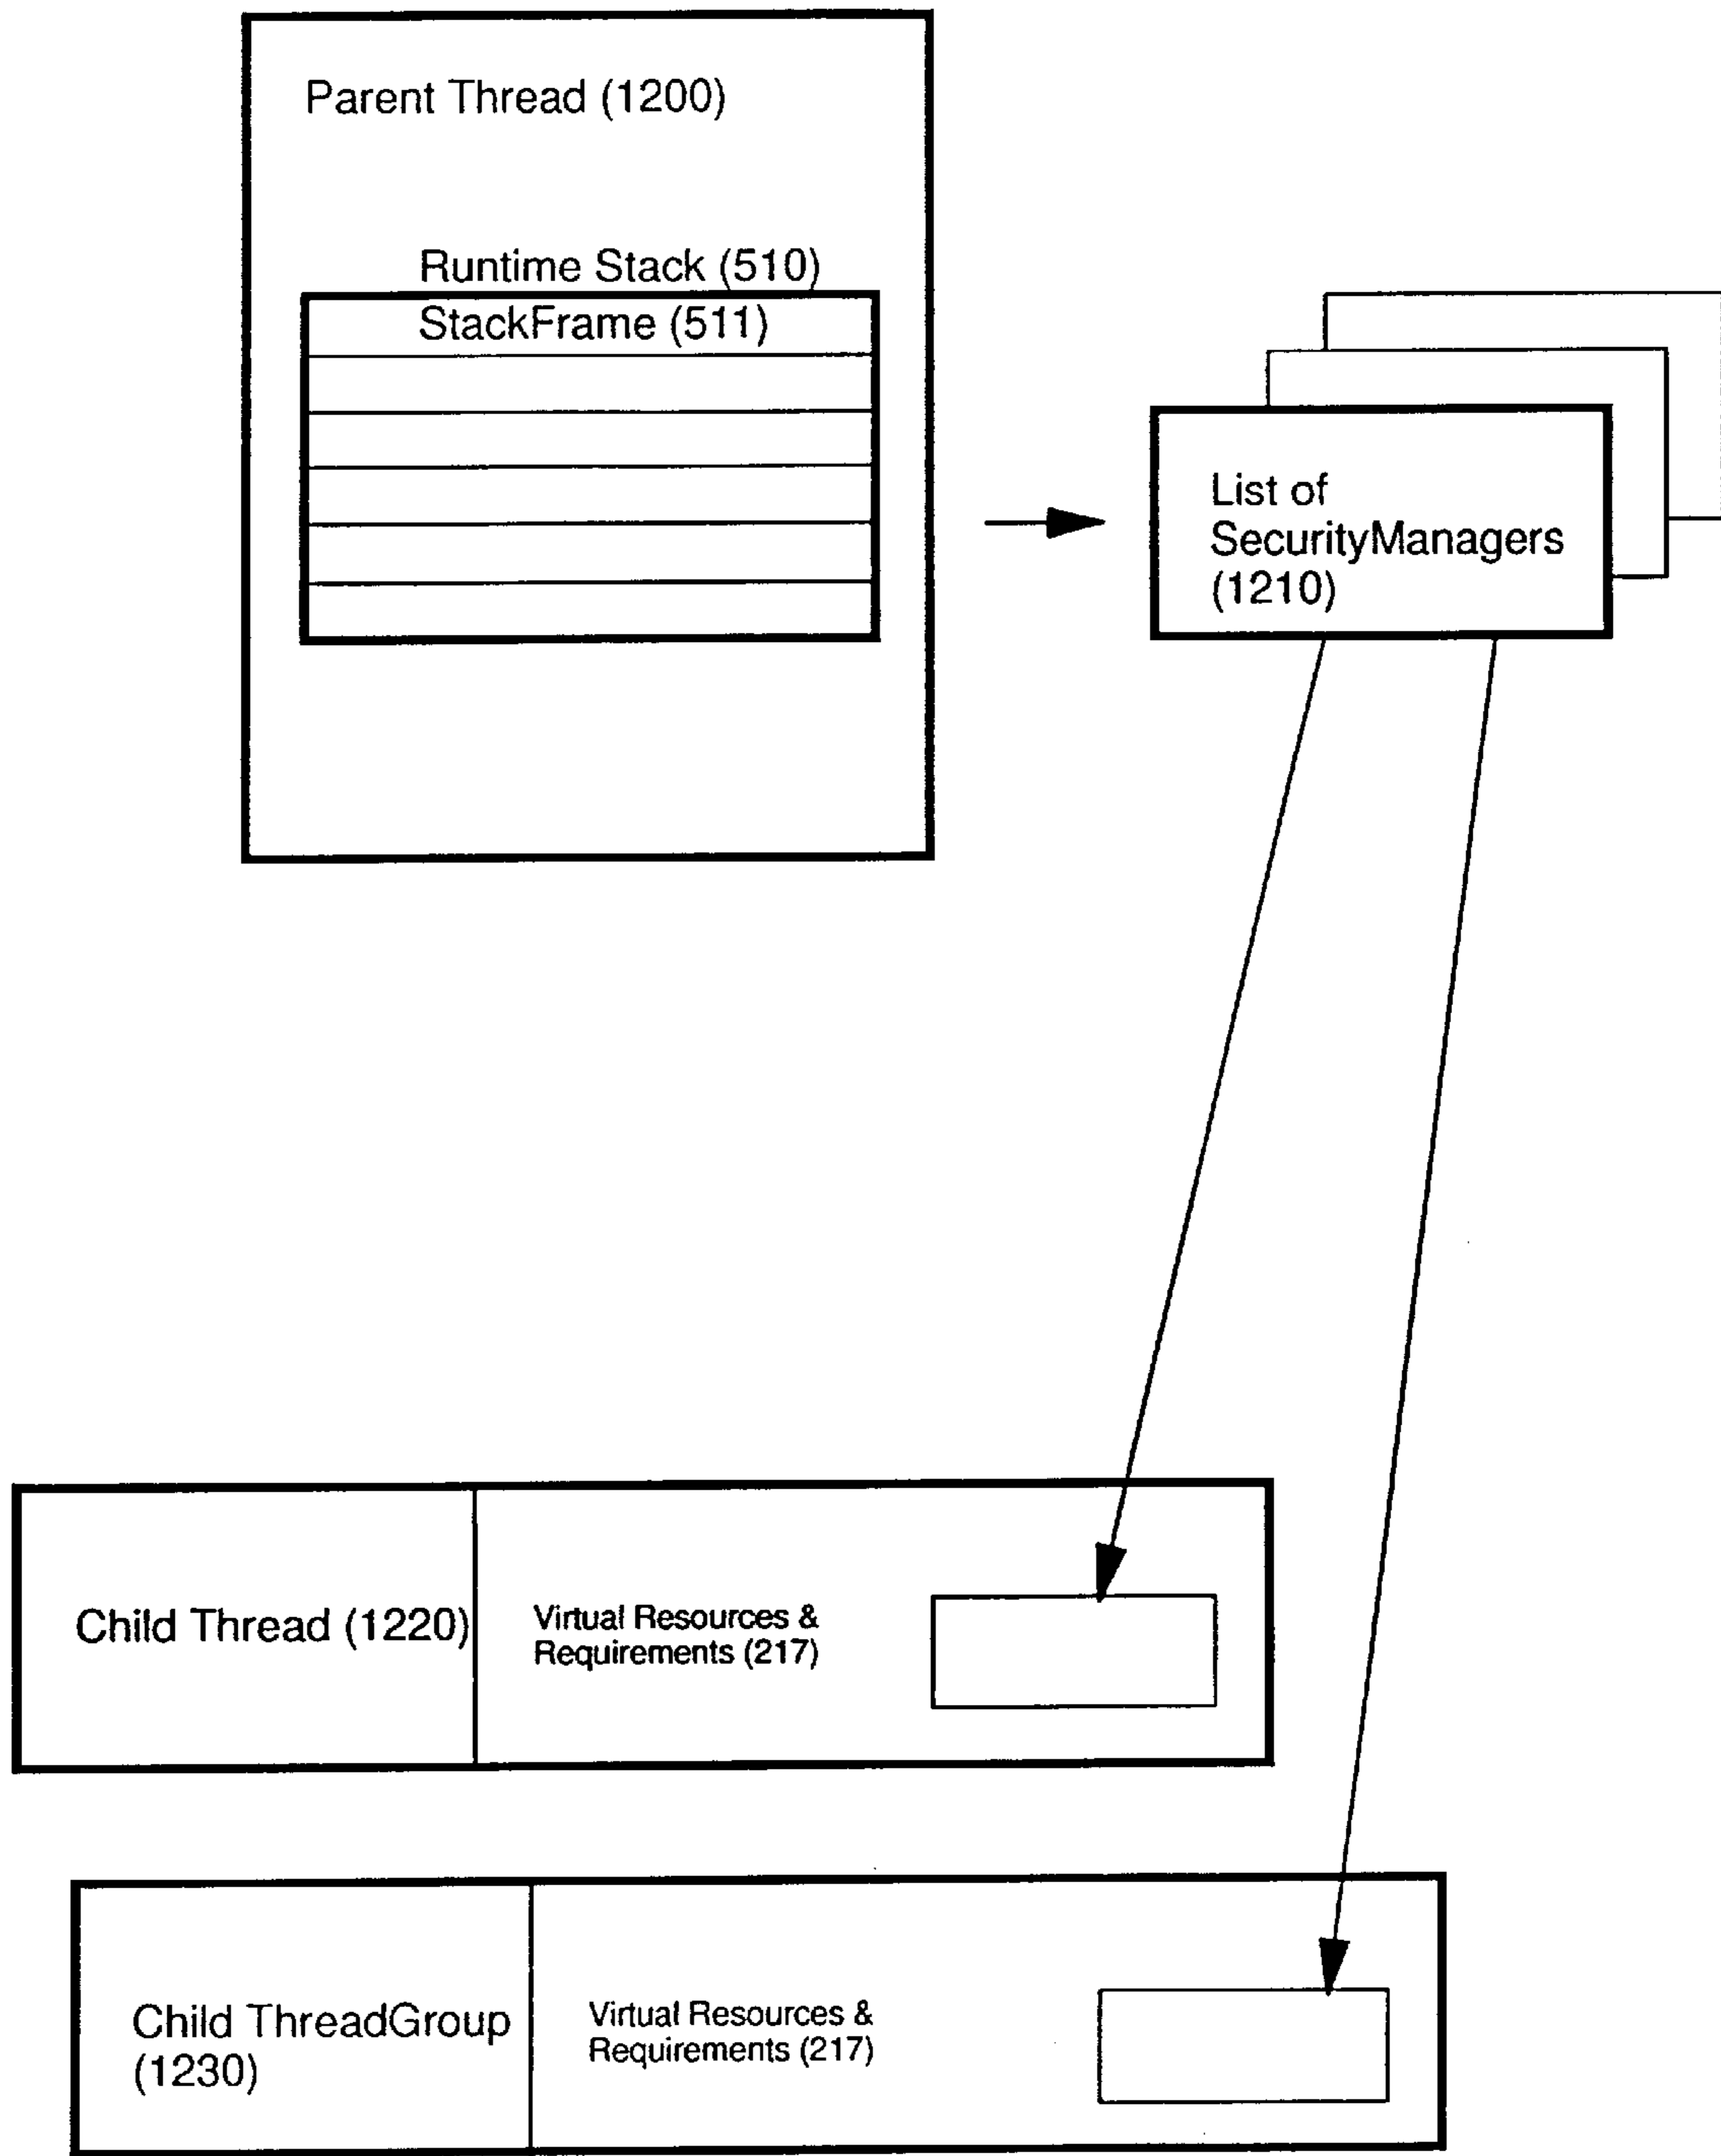 Parent Thread (1200)
Runtime Stack (510)
StackFrame (511)
List of
SecurityManagers
(1210)
Child Thread (1220)
Virtual Resources &
Requirements (217)
Child ThreadGroup
(1230)
Virtual Resources &
Requirements (217)